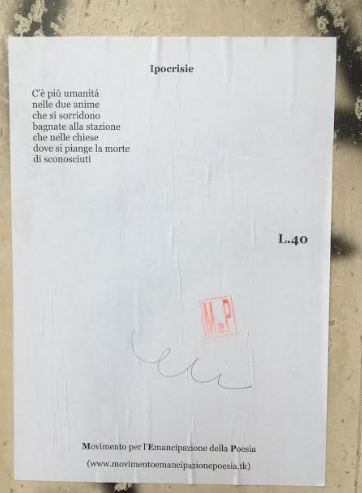 Ipocrisie
C'è più umanitá
nelle due anime
che si sorridono
bagnate alla stazione
che nelle chiese
dove si piange la morte
di sconosciuti
L.40
MeP
Movimento per l'Emancipazione della Poesia
(www.movimentoemancipazionepoesia.tk)